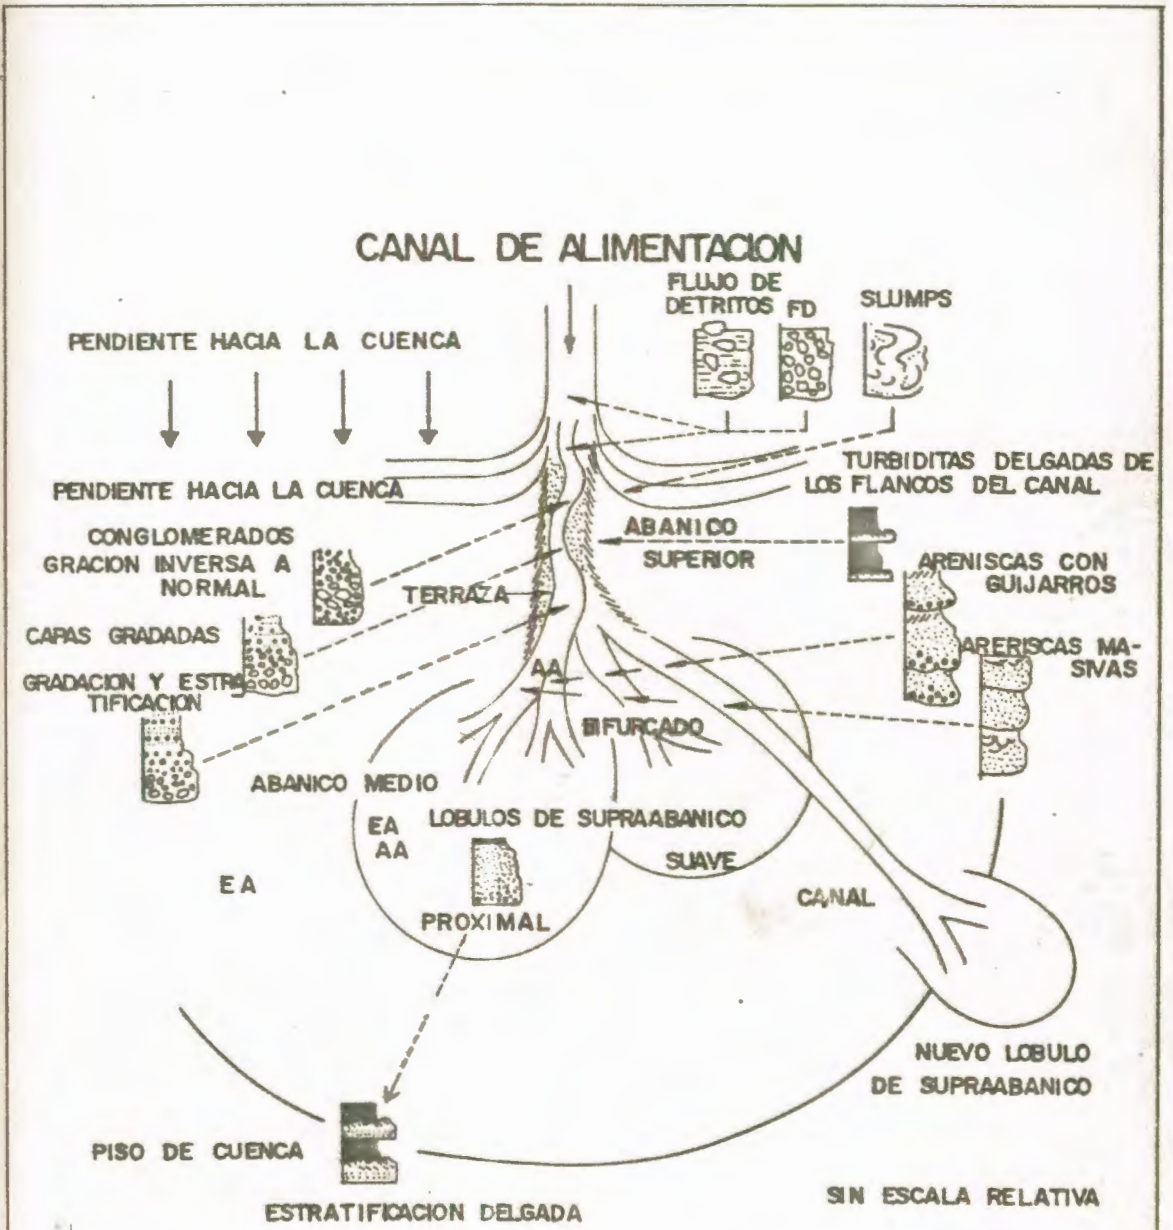 CANAL DE ALIMENTACION
FLUJO DE
DETRITOS
FD
SLUMPS
PENDIENTE HACIA LA CUENCA
PENDIENTE HACIA LA CUENCA
TURBIDITAS DELGADAS DE
LOS FLANCOS DEL CANAL
CONGLOMERADOS
GRACION INVERSA A
NORMAL
ABANICO
SUPERIOR
ARENISCAS CON
GUIJARROS
TERRAZA
CAPAS GRADADAS
ARERISCAS MA-
SIVAS
GRADACION Y ESTRA
TIFICACION
AA
BIFURCADO
ABANICO MEDIO
EA
AA
LOBULOS DE SUPRAABANICO
SUAVE
EA
PROXIMAL
CANAL
NUEVO LOBULO
DE SUPRAABANICO
PISO DE CUENCA
ESTRATIFICACION DELGADA
SIN ESCALA RELATIVA